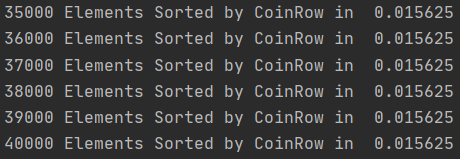 35000 Elements Sorted by CoinRow in  0.015625
36000 Elements Sorted by CoinRow in  0.015625
37000 Elements Sorted by CoinRow in  0.015625
38000 Elements Sorted by CoinRow in  0.015625
39000 Elements Sorted by CoinRow in  0.015625
40000 Elements Sorted by CoinRow in  0.015625